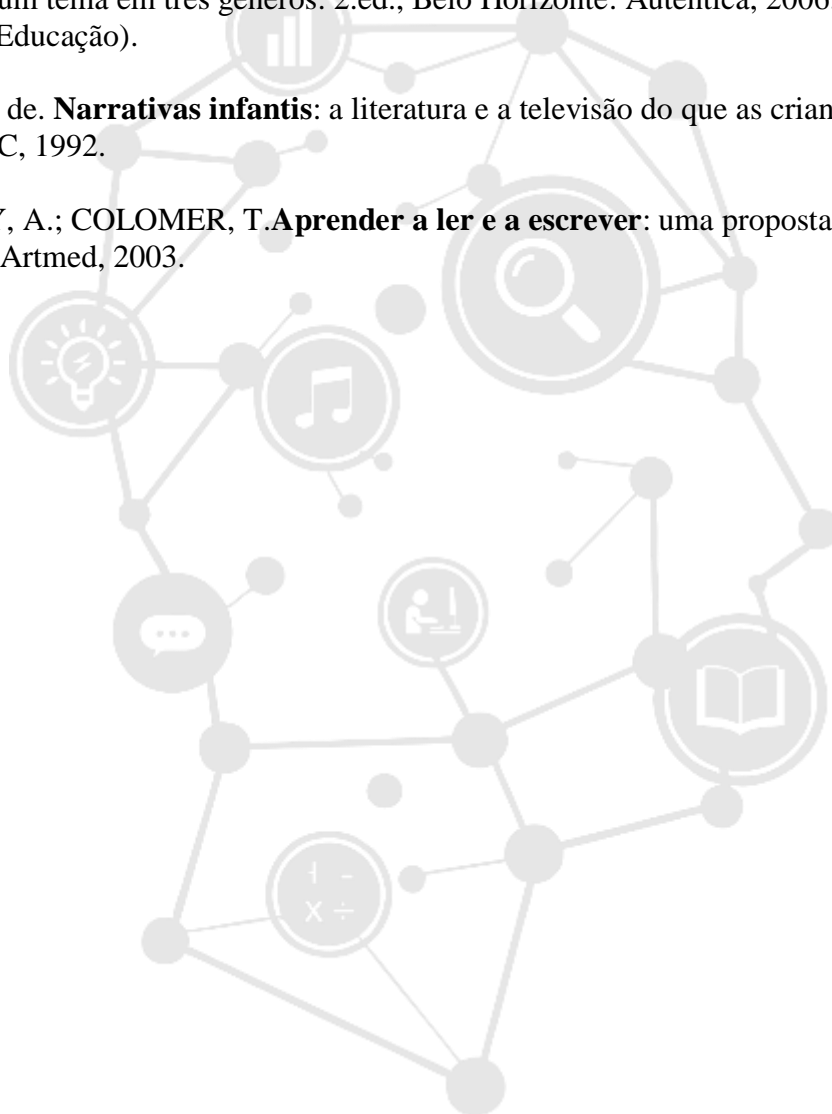 um tema em três gêneros. 2.ed., Belo Horizonte: Autêntica, 2006.
Educação).
de. Narrativas infantis: a literatura e a televisão do que as crian
C, 1992.
Y, A.; COLOMER, T.Aprender a ler e a escrever: uma proposta
Artmed, 2003.